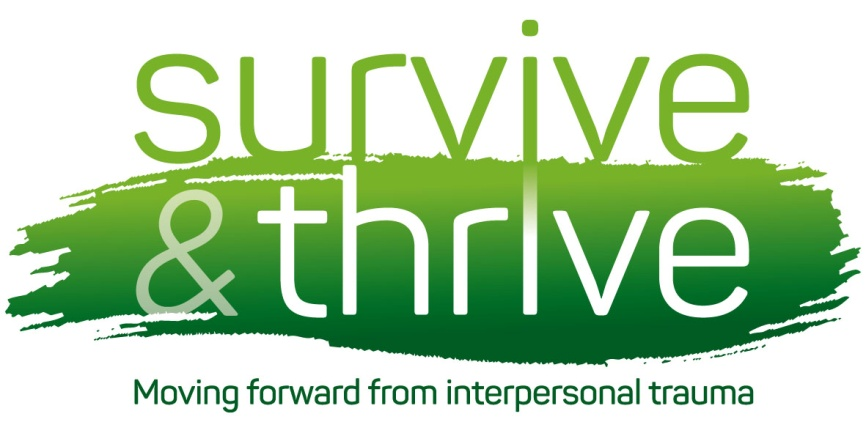 survive
& thrive
Moving forward from interpersonal trauma